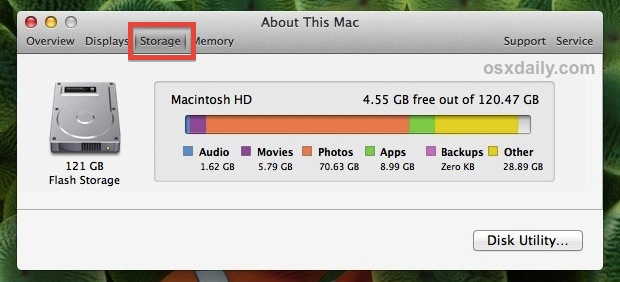 About This Mac
Overview Displays Storage Memory Support Service
osxdaily.com
Macintosh HD 4.55 GB free out of 120.47 GB
Audio Movies Photos Apps Backups Other
1.62 GB 5.79 GB 70.63 GB 8.99 GB Zero KB 28.89 GB
121 GB
Flash Storage
Disk Utility...